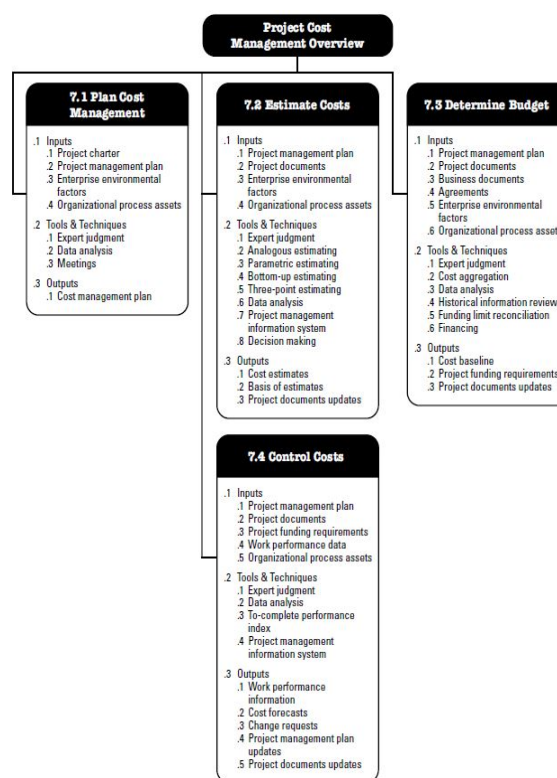 Project Cost
Management Overview
7.1 Plan Cost
Management
.1 Inputs
.1 Project charter
.2 Project management plan
.3 Enterprise environmental
factors
.4 Organizational process assets
.2 Tools & Techniques
.1 Expert judgment
.2 Data analysis
.3 Meetings
.3 Outputs
.1 Cost management plan
7.2 Estimate Costs
.1 Inputs
.1 Project management plan
.2 Project documents
.3 Enterprise environmental
factors
.4 Organizational process assets
.2 Tools & Techniques
.1 Expert judgment
.2 Analogous estimating
.3 Parametric estimating
.4 Bottom-up estimating
.5 Three-point estimating
.6 Data analysis
.7 Project management
information system
.8 Decision making
.3 Outputs
.1 Cost estimates
.2 Basis of estimates
.3 Project documents updates
7.3 Determine Budget
.1 Inputs
.1 Project management plan
.2 Project documents
.3 Business documents
.4 Agreements
.5 Enterprise environmental
factors
.6 Organizational process asset
.2 Tools & Techniques
.1 Expert judgment
.2 Cost aggregation
.3 Data analysis
.4 Historical information review
.5 Funding limit reconciliation
.6 Financing
.3 Outputs
.1 Cost baseline
.2 Project funding requirements
.3 Project documents updates
7.4 Control Costs
.1 Inputs
.1 Project management plan
.2 Project documents
.3 Project funding requirements
.4 Work performance data
.5 Organizational process assets
.2 Tools & Techniques
.1 Expert judgment
.2 Data analysis
.3 To-complete performance
index
.4 Project management
information system
.3 Outputs
.1 Work performance
information
.2 Cost forecasts
.3 Change requests
.4 Project management plan
updates
.5 Project documents updates